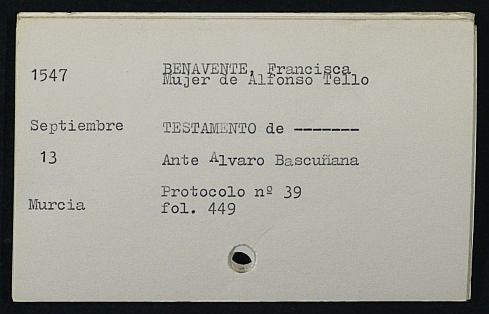 1547
BENAVENTE, Francisca
Mujer de Alfonso Tello
Septiembre
TESTAMENTO de -------
13
Ante Alvaro Bascuñana
Protocolo nº 39
Murcia
fol. 449